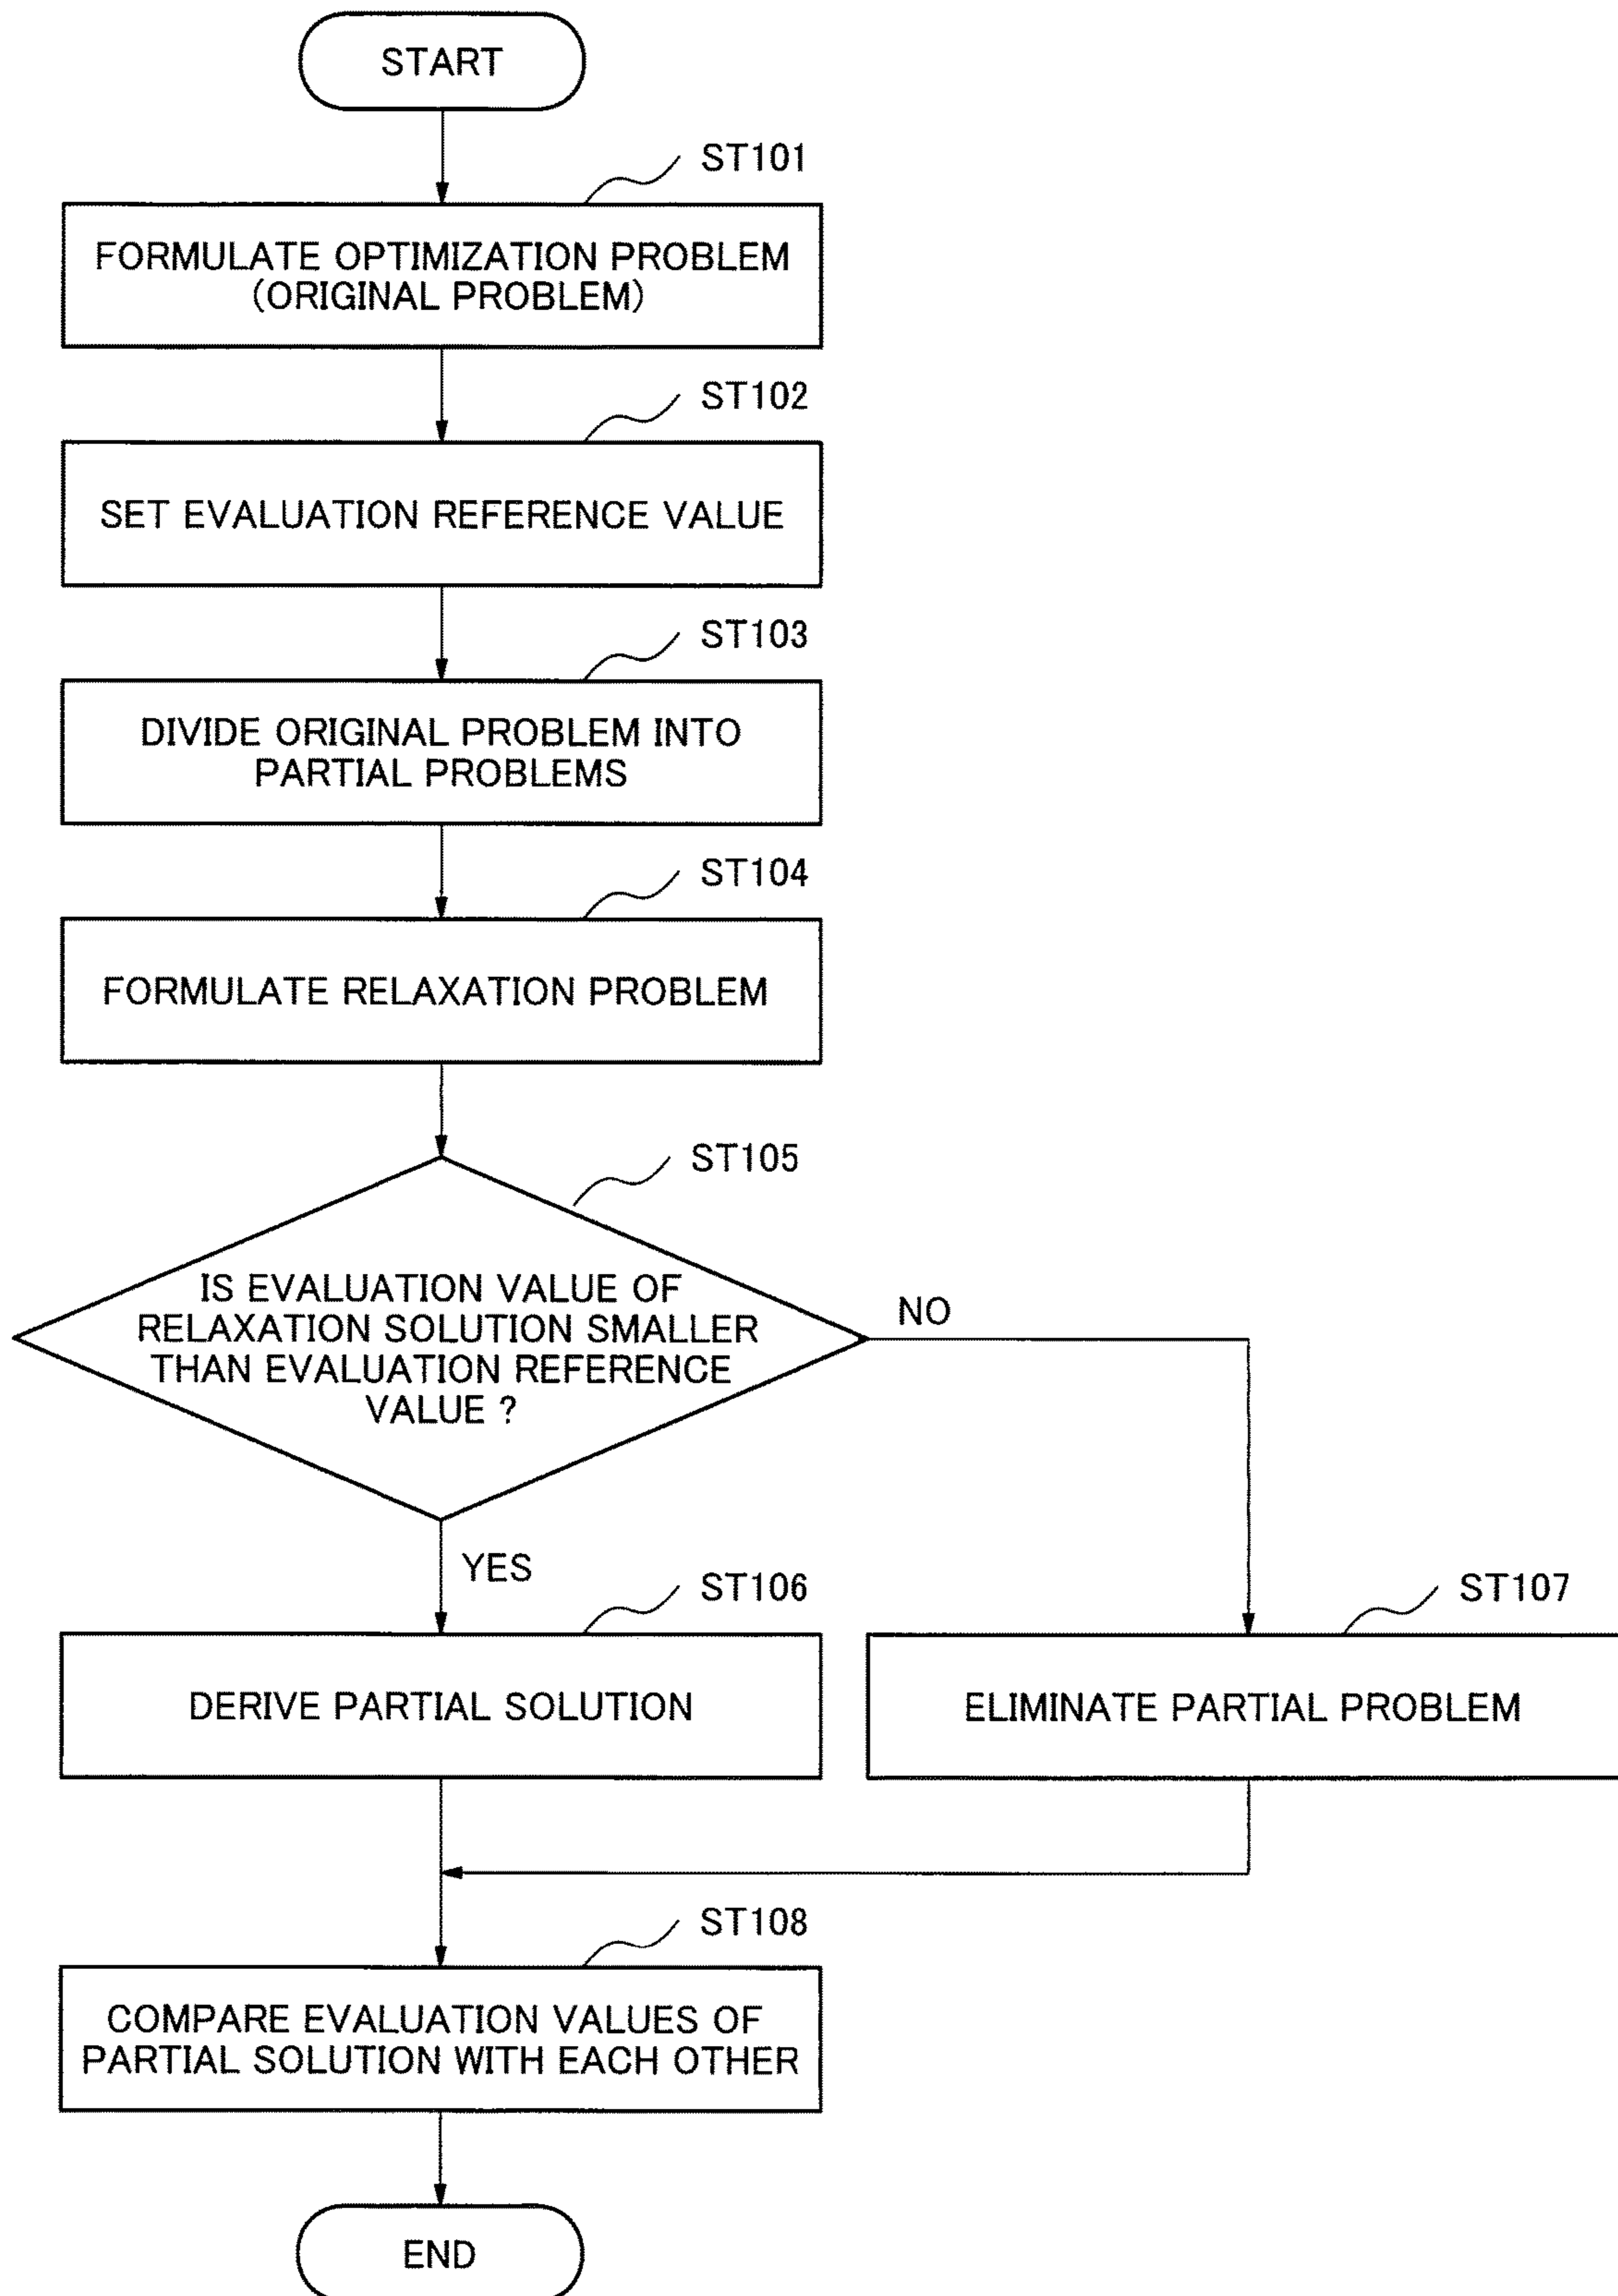 START
ST101
FORMULATE OPTIMIZATION PROBLEM
(ORIGINAL PROBLEM)
ST102
SET EVALUATION REFERENCE VALUE
ST103
DIVIDE ORIGINAL PROBLEM INTO
PARTIAL PROBLEMS
ST104
FORMULATE RELAXATION PROBLEM
ST105
IS EVALUATION VALUE OF
RELAXATION SOLUTION SMALLER
THAN EVALUATION REFERENCE
VALUE ?
NO
YES
ST106
DERIVE PARTIAL SOLUTION
ST107
ELIMINATE PARTIAL PROBLEM
ST108
COMPARE EVALUATION VALUES OF
PARTIAL SOLUTION WITH EACH OTHER
END